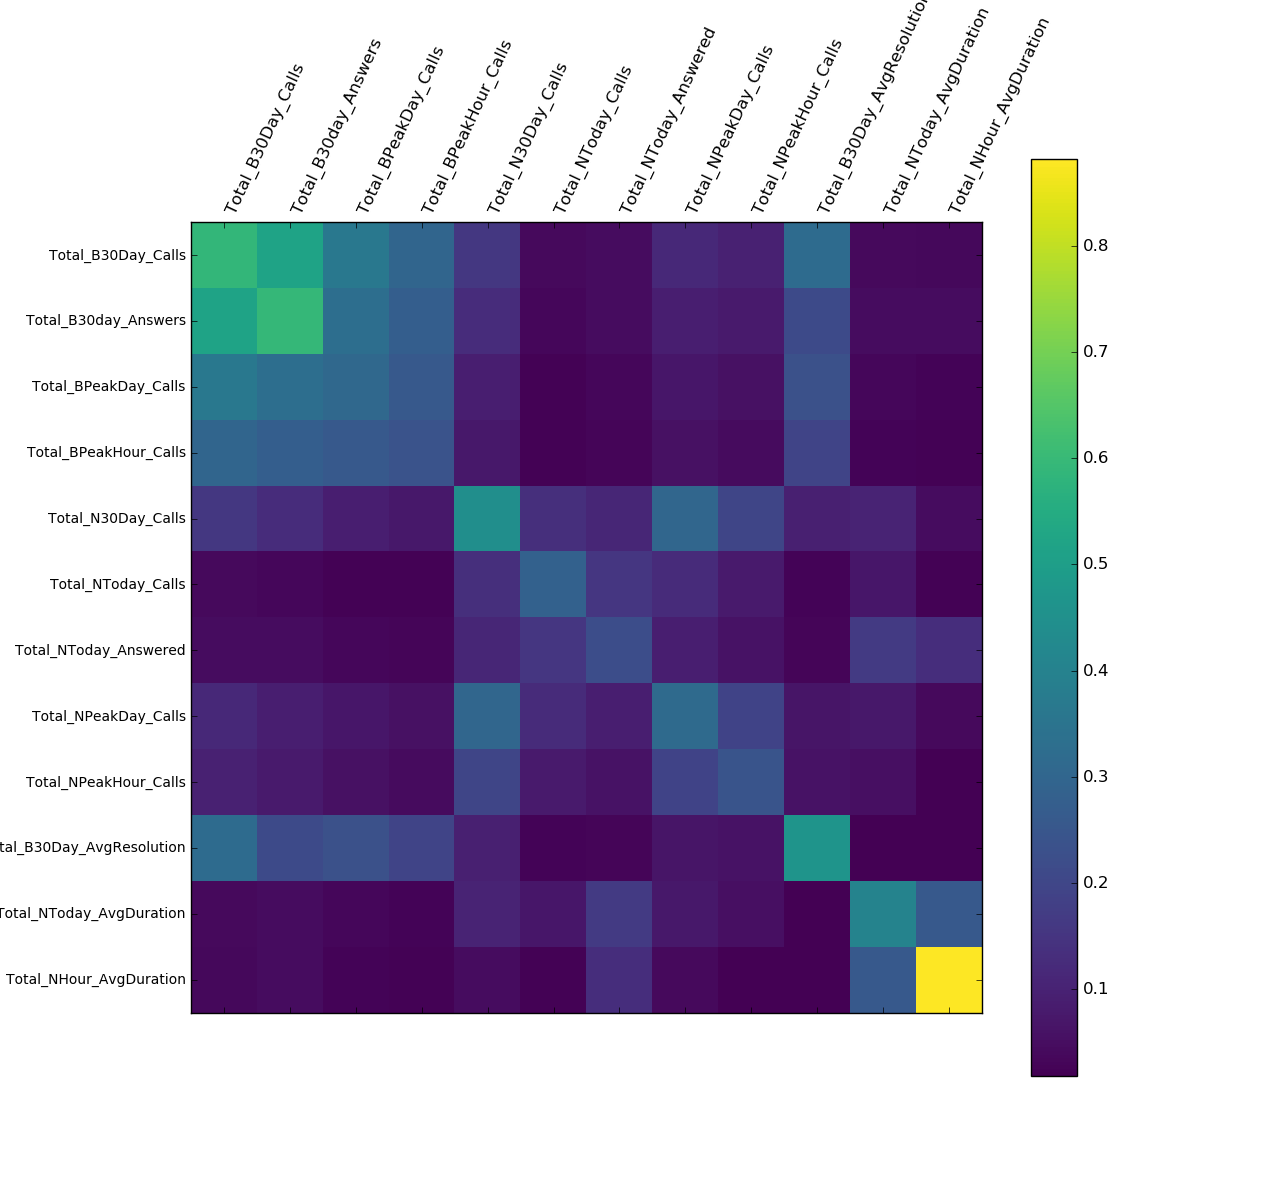 Total_B30Day_Calls
Total_B30day_Answers
Total_BPeakDay_Calls
Total_BPeakHour_Calls
Total_N30Day_Calls
Total_NToday_Calls
Total_NToday_Answered
Total_NPeakDay_Calls
Total_NPeakHour_Calls
Total_B30Day_AvgResolution
Total_NToday_AvgDuration
Total_NHour_AvgDuration
Total_B30Day_Calls
Total_B30day_Answers
Total_BPeakDay_Calls
Total_BPeakHour_Calls
Total_N30Day_Calls
Total_NToday_Calls
Total_NToday_Answered
Total_NPeakDay_Calls
Total_NPeakHour_Calls
tal_B30Day_AvgResolution
Total_NToday_AvgDuration
Total_NHour_AvgDuration
0.8
0.7
0.6
0.5
0.4
0.3
0.2
0.1